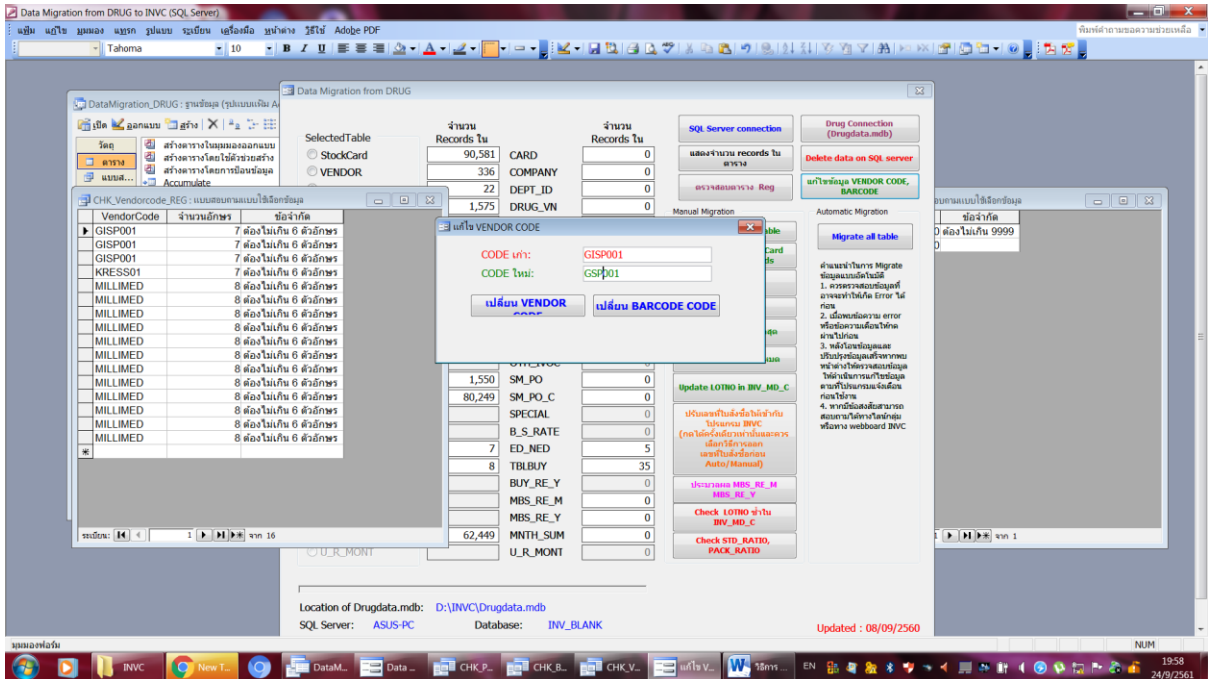 Data Migration from DRUG to INVC (SQL Server)
แฟ้ม แก้ไข มุมมอง แทรก รูปแบบ ระเบียน เครื่องมือ หน้าต่าง วิธีใช้ Adobe PDF
พิมพ์คำถามขอความช่วยเหลือ
Tahoma 10 B I U
DataMigration_DRUG : ฐานข้อมูล (รูปแบบแฟ้ม A
เปิด ออกแบบ สร้าง
วัตถุ
ตาราง
แบบส...
สร้างตารางในมุมมองออกแบบ
สร้างตารางโดยใช้ตัวช่วยสร้าง
สร้างตารางโดยการป้อนข้อมูล
Accumulate
Data Migration from DRUG
SelectedTable
จำนวน
Records ใน
จำนวน
Records ใน
StockCard 90,581 CARD 0
VENDOR 336 COMPANY 0
22 DEPT_ID 0
1,575 DRUG_VN 0
SQL Server connection
Drug Connection
(Drugdata.mdb)
แสดงจำนวน records ใน
ตาราง
Delete data on SQL server
ตรวจสอบตาราง Reg
แก้ไขข้อมูล VENDOR CODE,
BARCODE
Manual Migration
Automatic Migration
CHK_Vendorcode_REG : แบบสอบถามแบบใช้เลือกข้อมูล
VendorCode จำนวนอักษร ข้อจำกัด
GISP001 7 ต้องไม่เกิน 6 ตัวอักษร
GISP001 7 ต้องไม่เกิน 6 ตัวอักษร
GISP001 7 ต้องไม่เกิน 6 ตัวอักษร
KRESS01 7 ต้องไม่เกิน 6 ตัวอักษร
MILLIMED 8 ต้องไม่เกิน 6 ตัวอักษร
MILLIMED 8 ต้องไม่เกิน 6 ตัวอักษร
MILLIMED 8 ต้องไม่เกิน 6 ตัวอักษร
MILLIMED 8 ต้องไม่เกิน 6 ตัวอักษร
MILLIMED 8 ต้องไม่เกิน 6 ตัวอักษร
MILLIMED 8 ต้องไม่เกิน 6 ตัวอักษร
MILLIMED 8 ต้องไม่เกิน 6 ตัวอักษร
MILLIMED 8 ต้องไม่เกิน 6 ตัวอักษร
MILLIMED 8 ต้องไม่เกิน 6 ตัวอักษร
MILLIMED 8 ต้องไม่เกิน 6 ตัวอักษร
MILLIMED 8 ต้องไม่เกิน 6 ตัวอักษร
MILLIMED 8 ต้องไม่เกิน 6 ตัวอักษร
ระเบียน: 1 จาก 16
แก้ไข VENDOR CODE
CODE เก่า: GISP001
CODE ใหม่: GSP001
เปลี่ยน VENDOR
CODE
เปลี่ยน BARCODE CODE
1,550 SM_PO 0
80,249 SM_PO_C 0
SPECIAL 0
B_S_RATE 0
7 ED_NED 5
8 TBLBUY 35
BUY_RE_Y 0
MBS_RE_M 0
MBS_RE_Y 0
62,449 MNTH_SUM 0
U_R_MONT U_R_MONT 0
Update LOTNO in INV_MD_C
ปรับเลขที่ใบสั่งซื้อให้เข้ากับ
โปรแกรม INVC
(กดได้ครั้งเดียวเท่านั้นและควร
เลือกวิธีการออก
เลขที่ใบสั่งซื้อก่อน
Auto/Manual)
ประมวลผล MBS_RE_M
MBS_RE_Y
Check LOTNO ซ้ำใน
INV_MD_C
Check STD_RATIO,
PACK_RATIO
Migrate all table
คำแนะนำในการ Migrate
ข้อมูลแบบอัตโนมัติ
1. ควรตรวจสอบข้อมูลที่
อาจจะทำให้เกิด Error ได้
ก่อน
2. เมื่อพบข้อความ error
หรือข้อความเตือนให้กด
ผ่านไปก่อน
3. หลังโอนข้อมูลและ
ปรับปรุงข้อมูลเสร็จหากพบ
หน้าต่างให้ตรวจสอบข้อมูล
ให้ดำเนินการแก้ไขข้อมูล
ตามที่โปรแกรมแจ้งเตือน
ก่อนใช้งาน
4. หากมีข้อสงสัยสามารถ
สอบถามได้ทางไลน์กลุ่ม
หรือทาง webboard INVC
อบถามแบบใช้เลือกข้อมูล
ข้อจำกัด
0 ต้องไม่เกิน 9999
0
จาก 1
Location of Drugdata.mdb: D:\INVC\Drugdata.mdb
SQL Server: ASUS-PC Database: INV_BLANK
Updated : 08/09/2560
มุมมองฟอร์ม
NUM
INVC New T... DataM... Data ... CHK_P... CHK_B... CHK_V... แก้ไข V... วิธีการ ... EN
19:58
24/9/2561